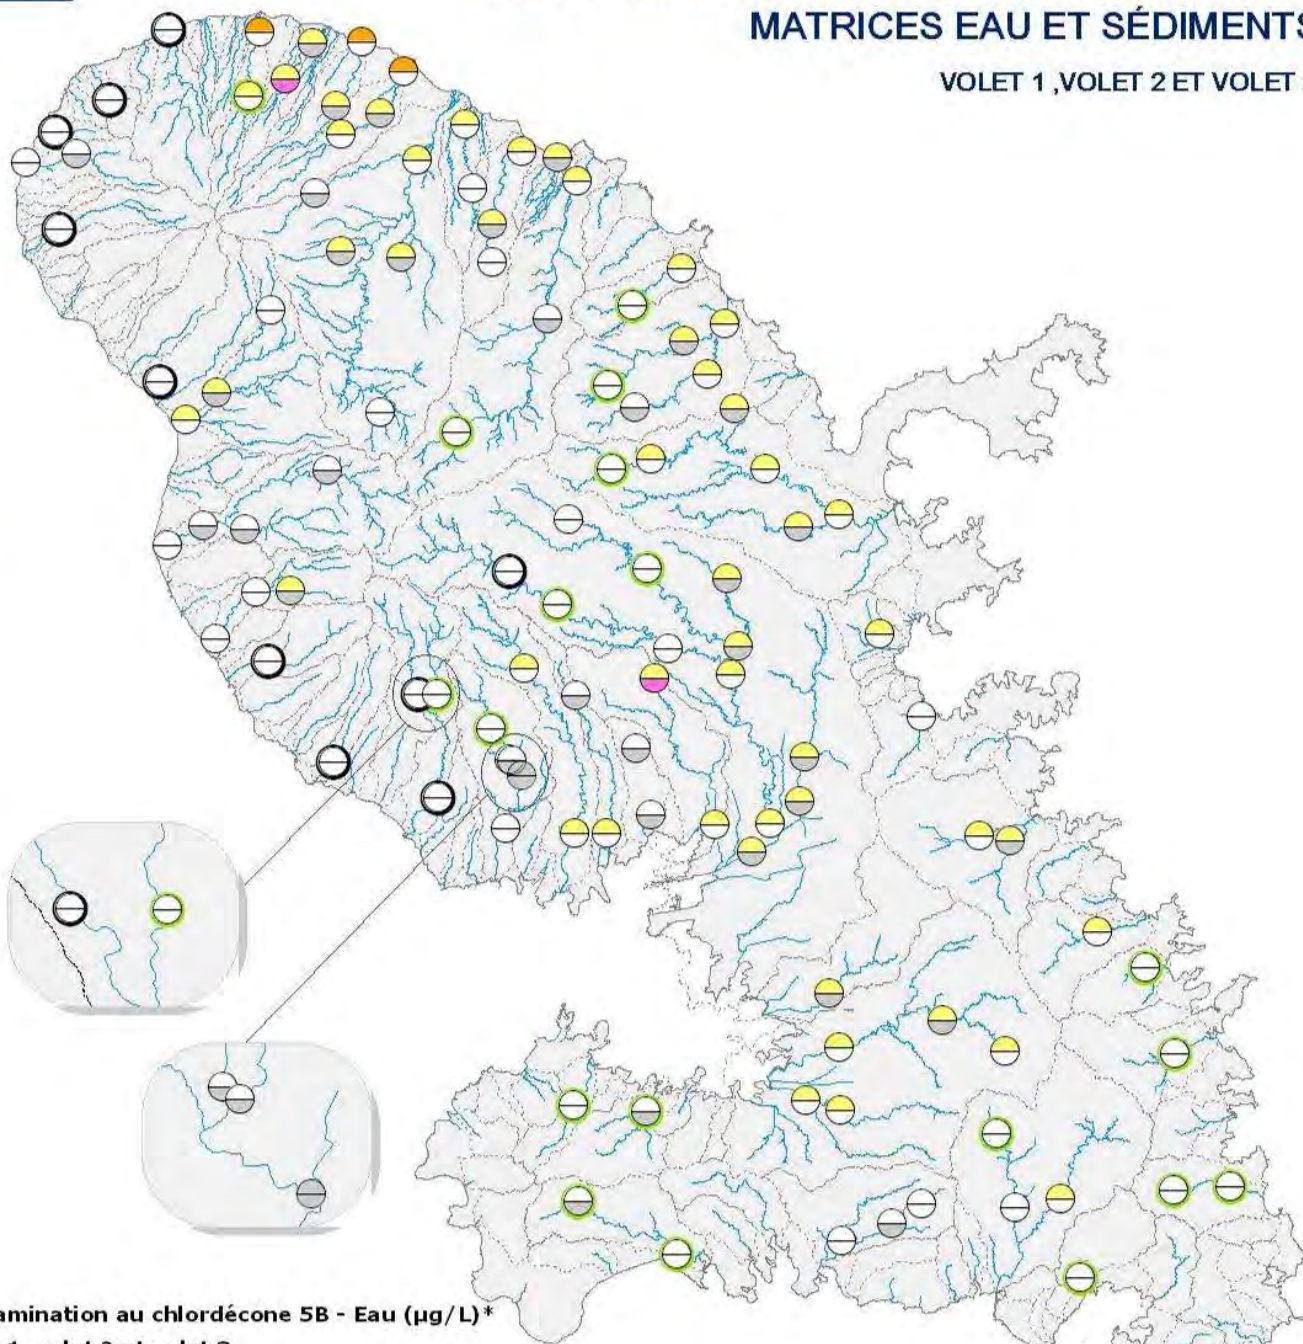 MATRICES EAU ET SÉDIMENTS
VOLET 1 ,VOLET 2 ET VOLET
amination au chlordécone 5B - Eau (µg/L)*